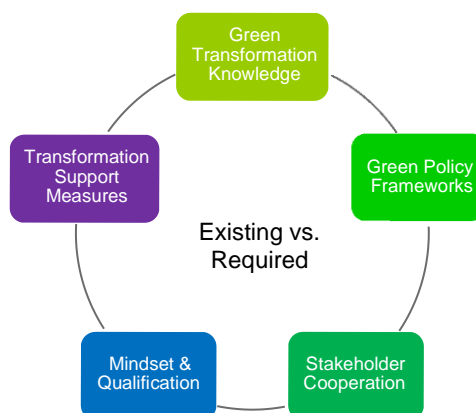 Green
Transformation
Knowledge
Green Policy
Frameworks
Stakeholder
Cooperation
Mindset &
Qualification
Transformation
Support
Measures
Existing vs.
Required